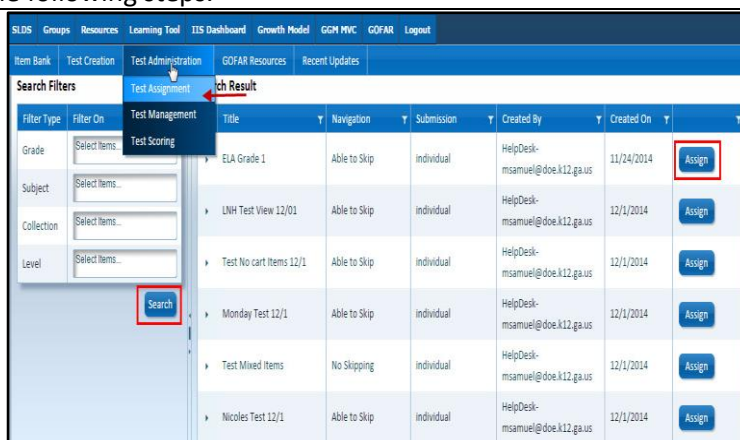 he following steps:
SLDS Groups Resources Learning Tool IIS Dashboard Growth Model GGM MVC GOFAR Logout
Item Bank Test Creation Test Administration GOFAR Resources Recent Updates
Search Filters Test Assignment ch Result
Filter Type Filter On Test Management Title Navigation Submission Created By Created On
Test Scoring
Grade Select Items... ELA Grade 1 Able to Skip individual HelpDesk- 11/24/2014 Assign
msamuel@doe.k12.ga.us
Subject Select Items...
LNH Test View 12/01 Able to Skip individual HelpDesk- 12/1/2014 Assign
msamuel@doe.k12.ga.us
Collection Select Items...
Level Select Items... Test No cart Items 12/1 Able to Skip individual HelpDesk- 12/1/2014 Assign
msamuel@doe.k12.ga.us
Search
Monday Test 12/1 Able to Skip individual HelpDesk- 12/1/2014 Assign
msamuel@doe.k12.ga.us
Test Mixed Items No Skipping individual HelpDesk- 12/1/2014 Assign
msamuel@doe.k12.ga.us
Nicoles Test 12/1 Able to Skip individual HelpDesk- 12/1/2014 Assign
msamuel@doe.k12.ga.us